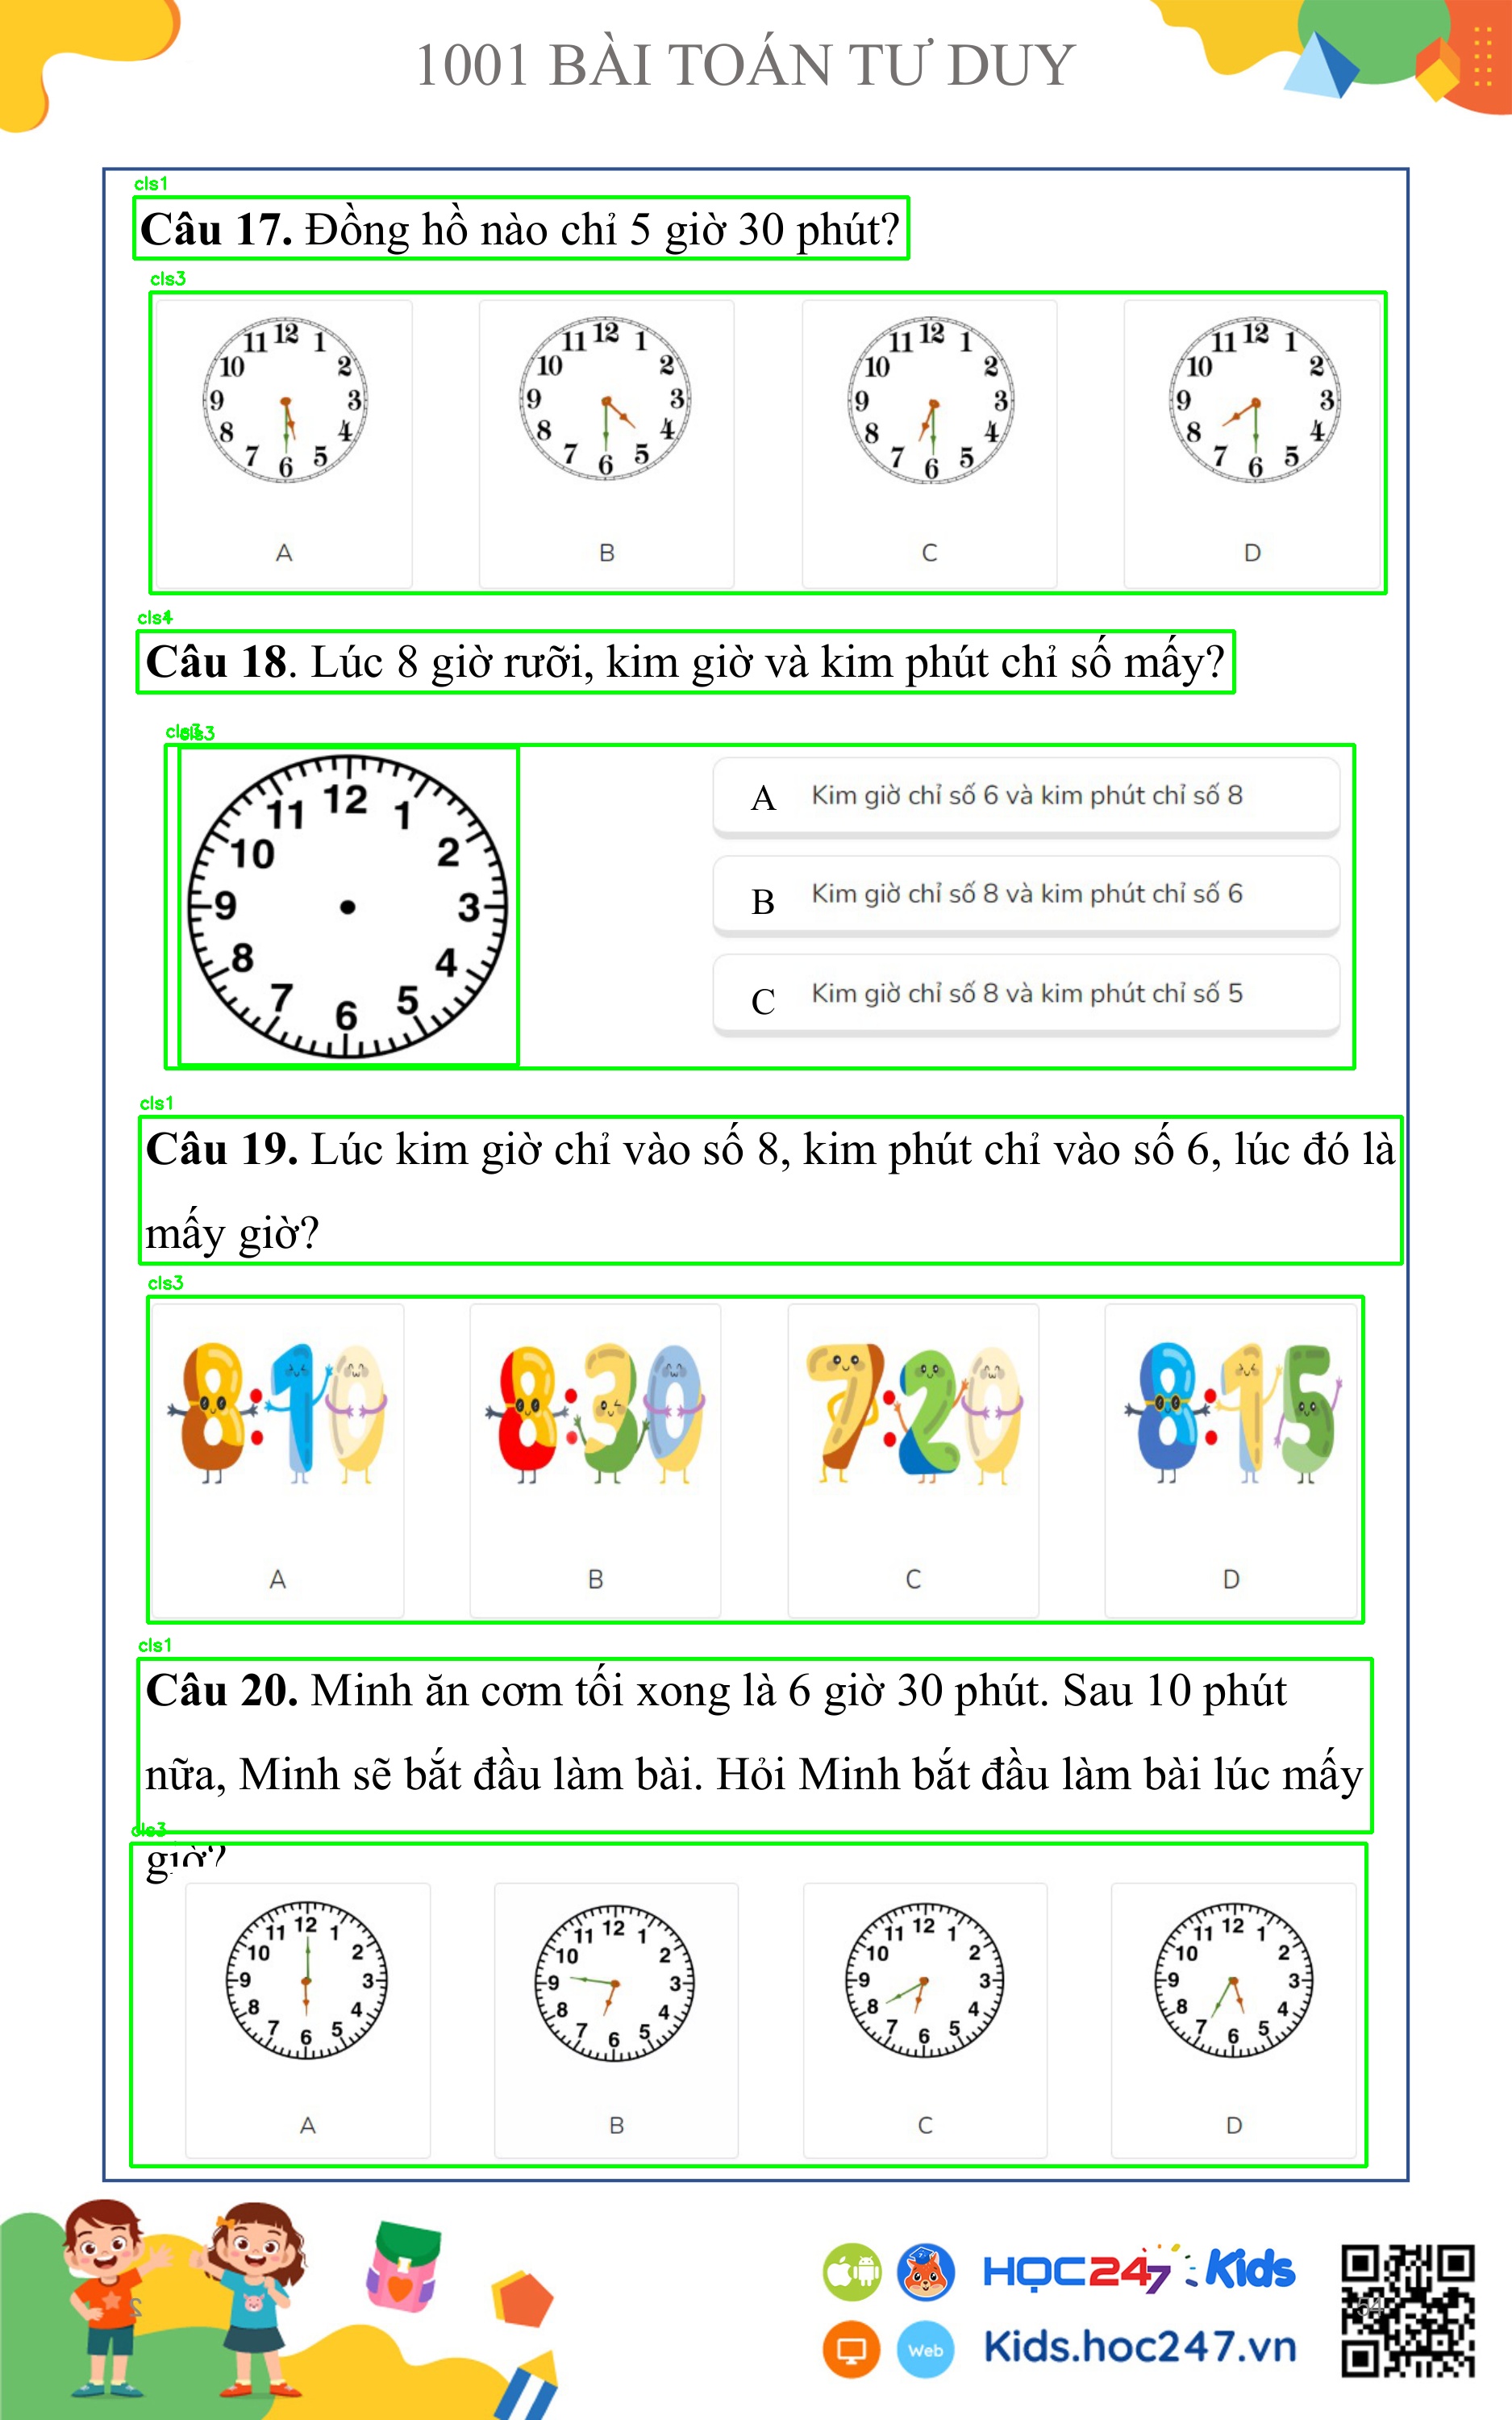 1001 BÀI TOÁN TƯ DUY
cls1
Câu 17. Đồng hồ nào chỉ 5 giờ 30 phút?
cls3
11 12 1
10 2
9 3
8 4
7 6 5
11 12 1
10 2
9 3
8 4
7 6 5
11 12 1
10 2
9 3
8 4
7 6 5
11 12 1
10 2
9 3
8 4
7 6 5
A B C D
Câu 18. Lúc 8 giờ rưỡi, kim giờ và kim phút chỉ số mấy?
cls3
11 12 1
10 2
9 3
8 4
7 6 5
A Kim giờ chỉ số 6 và kim phút chỉ số 8
B Kim giờ chỉ số 8 và kim phút chỉ số 6
C Kim giờ chỉ số 8 và kim phút chỉ số 5
cls1
Câu 19. Lúc kim giờ chỉ vào số 8, kim phút chỉ vào số 6, lúc đó là
mấy giờ?
cls3
8:10 8:30 7:20 8:15
A B C D
cls1
Câu 20. Minh ăn cơm tối xong là 6 giờ 30 phút. Sau 10 phút
nữa, Minh sẽ bắt đầu làm bài. Hỏi Minh bắt đầu làm bài lúc mấy
cls3
giờ?
11 12 1
10 2
9 3
8 4
7 6 5
11 12 1
10 2
9 3
8 4
7 6 5
11 12 1
10 2
9 3
8 4
7 6 5
11 12 1
10 2
9 3
8 4
7 6 5
A B C D
HỌC247 Kids
54
Web Kids.hoc247.vn